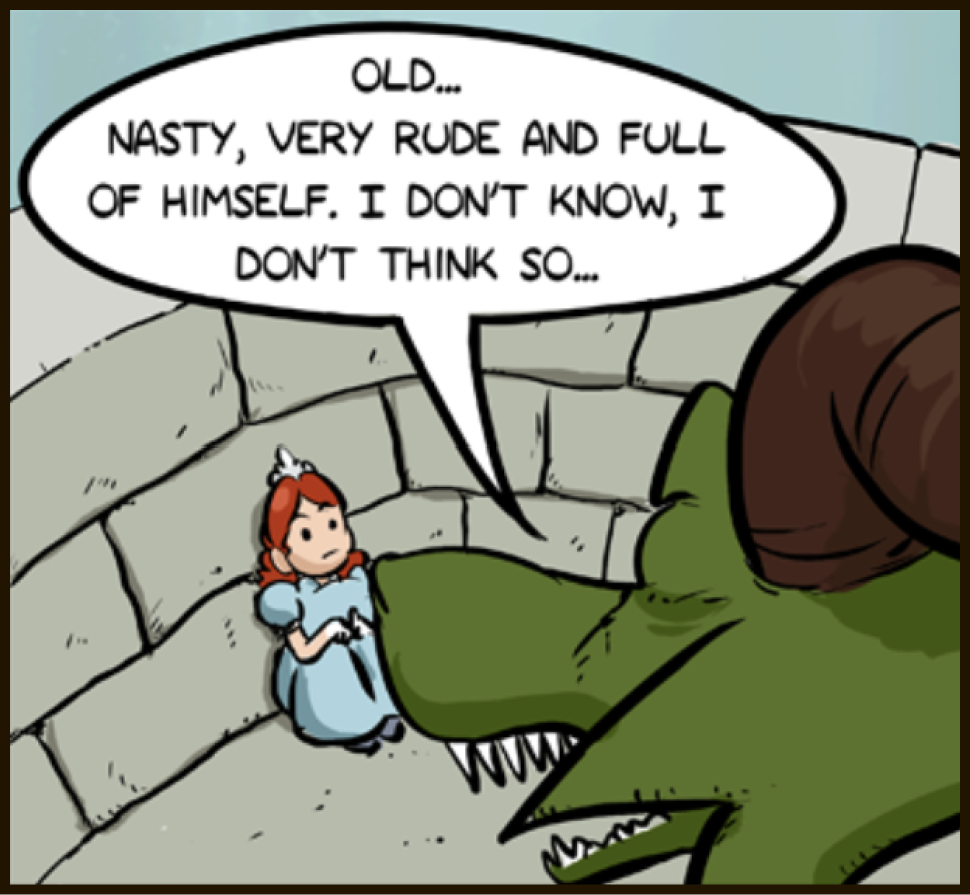 OLD...
NASTY, VERY RUDE AND FULL
OF HIMSELF. I DON'T KNOW, I
DON'T THINK SO...